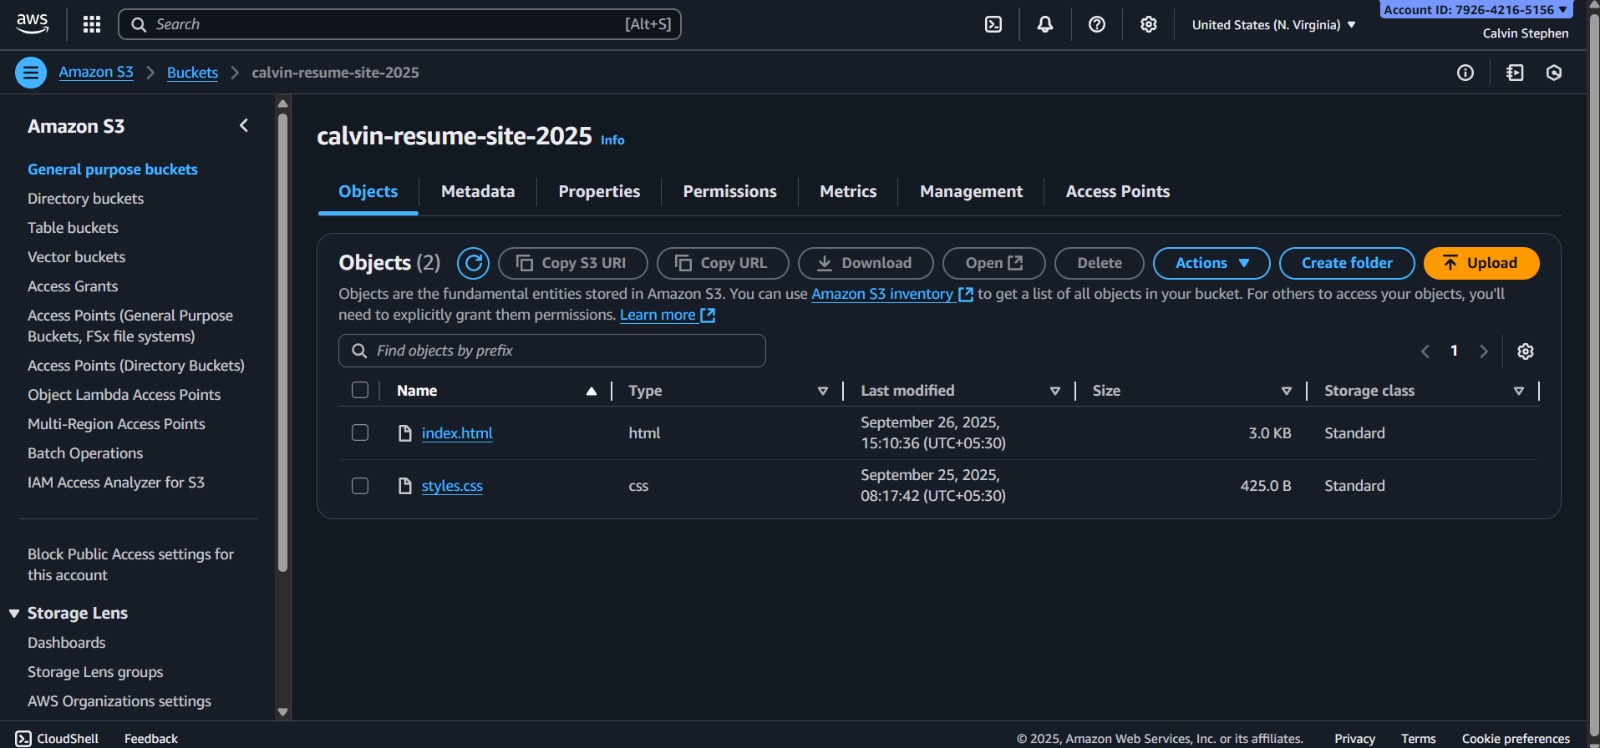 aws
Search [Alt+S]
United States (N. Virginia)
Account ID: 7926-4216-5156
Calvin Stephen
Amazon S3 Buckets calvin-resume-site-2025
Amazon S3
General purpose buckets
Directory buckets
Table buckets
Vector buckets
Access Grants
Access Points (General Purpose
Buckets, FSx file systems)
Access Points (Directory Buckets)
Object Lambda Access Points
Multi-Region Access Points
Batch Operations
IAM Access Analyzer for S3
Block Public Access settings for
this account
Storage Lens
Dashboards
Storage Lens groups
AWS Organizations settings
calvin-resume-site-2025 Info
Objects Metadata Properties Permissions Metrics Management Access Points
Objects (2) Copy S3 URI Copy URL Download Open Delete Actions Create folder Upload
Objects are the fundamental entities stored in Amazon S3. You can use Amazon S3 inventory to get a list of all objects in your bucket. For others to access your objects, you'll
need to explicitly grant them permissions. Learn more
Find objects by prefix
1
Name Type Last modified Size Storage class
index.html html September 26, 2025, 15:10:36 (UTC+05:30) 3.0 KB Standard
styles.css css September 25, 2025, 08:17:42 (UTC+05:30) 425.0 B Standard
CloudShell Feedback © 2025, Amazon Web Services, Inc. or its affiliates. Privacy Terms Cookie preferences